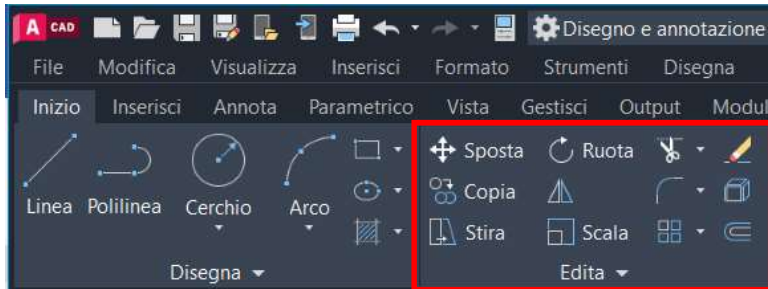 A CAD Disegno e annotazione
File Modifica Visualizza Inserisci Formato Strumenti Disegna
Inizio Inserisci Annota Parametrico Vista Gestisci Output Modul
Linea Polilinea Cerchio Arco
Sposta Ruota
Copia
Stira Scala
Disegna Edita